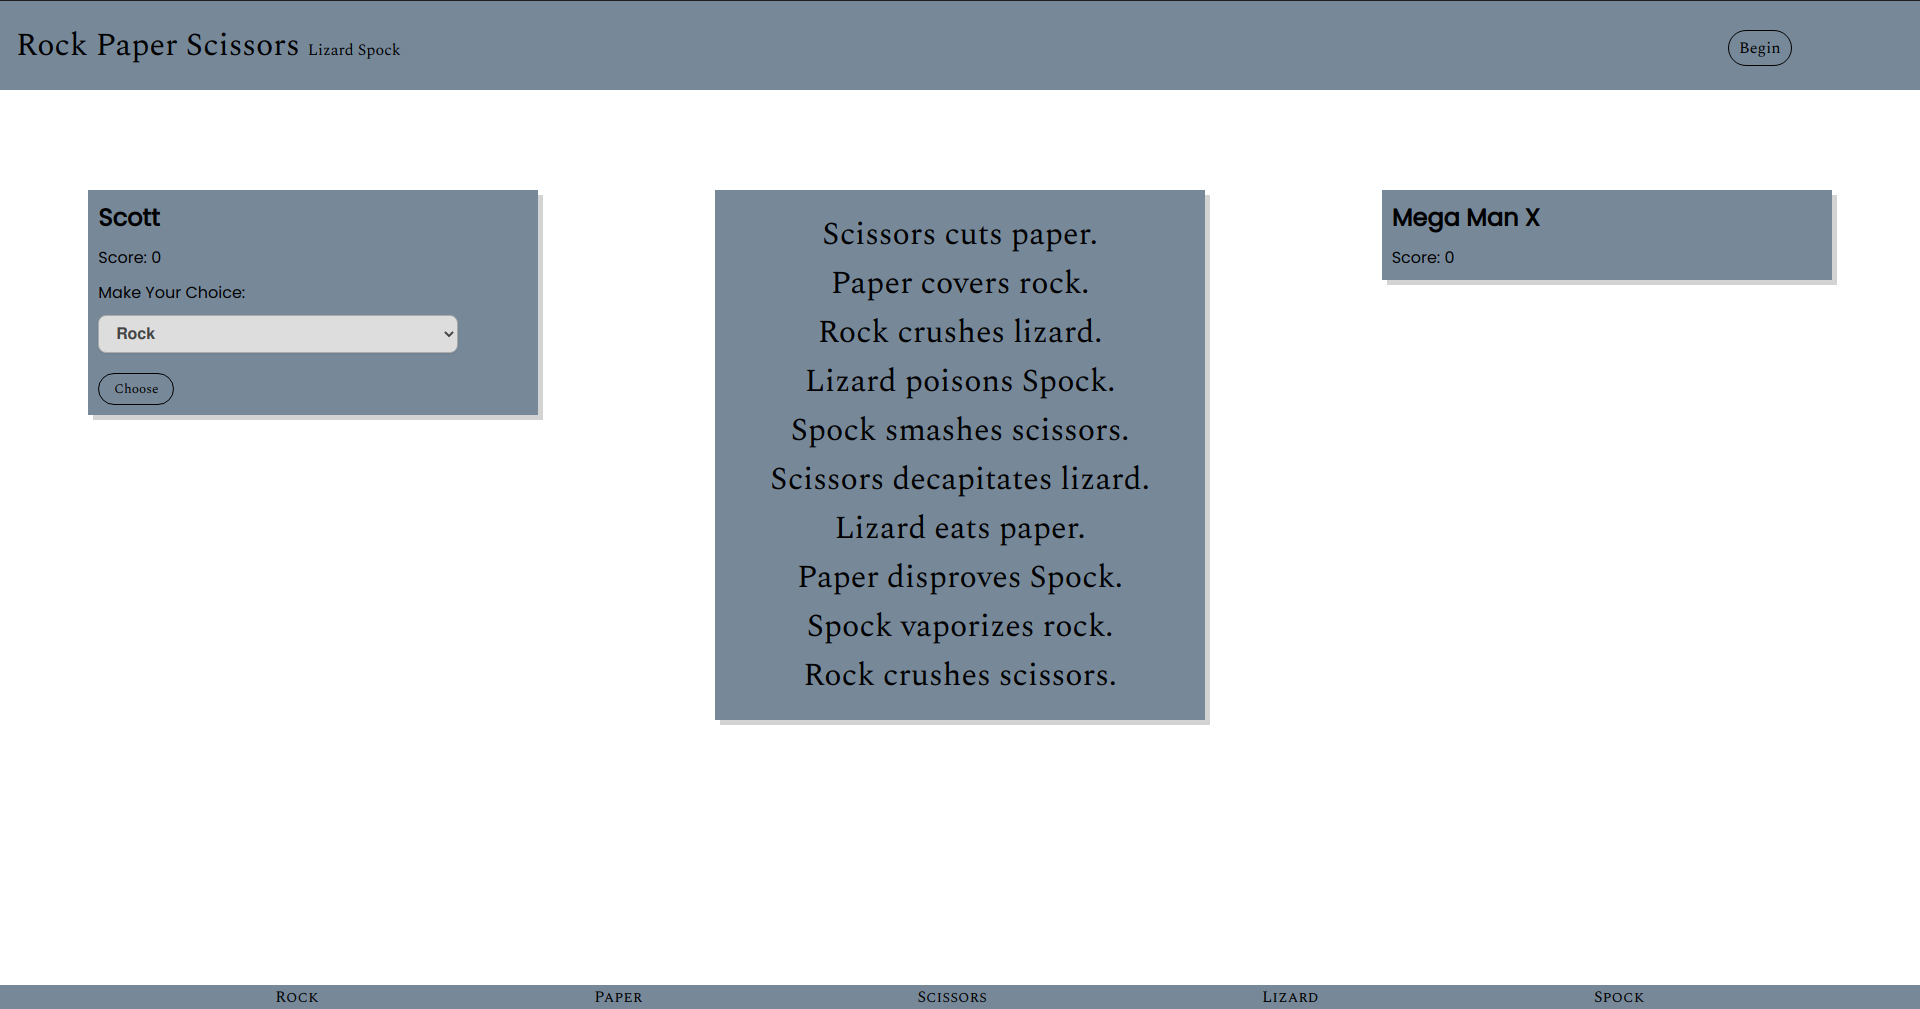 Rock Paper Scissors Lizard Spock
Begin
Scott
Score: 0
Make Your Choice:
Rock
Choose
Scissors cuts paper.
Paper covers rock.
Rock crushes lizard.
Lizard poisons Spock.
Spock smashes scissors.
Scissors decapitates lizard.
Lizard eats paper.
Paper disproves Spock.
Spock vaporizes rock.
Rock crushes scissors.
Mega Man X
Score: 0
Rock Paper Scissors Lizard Spock